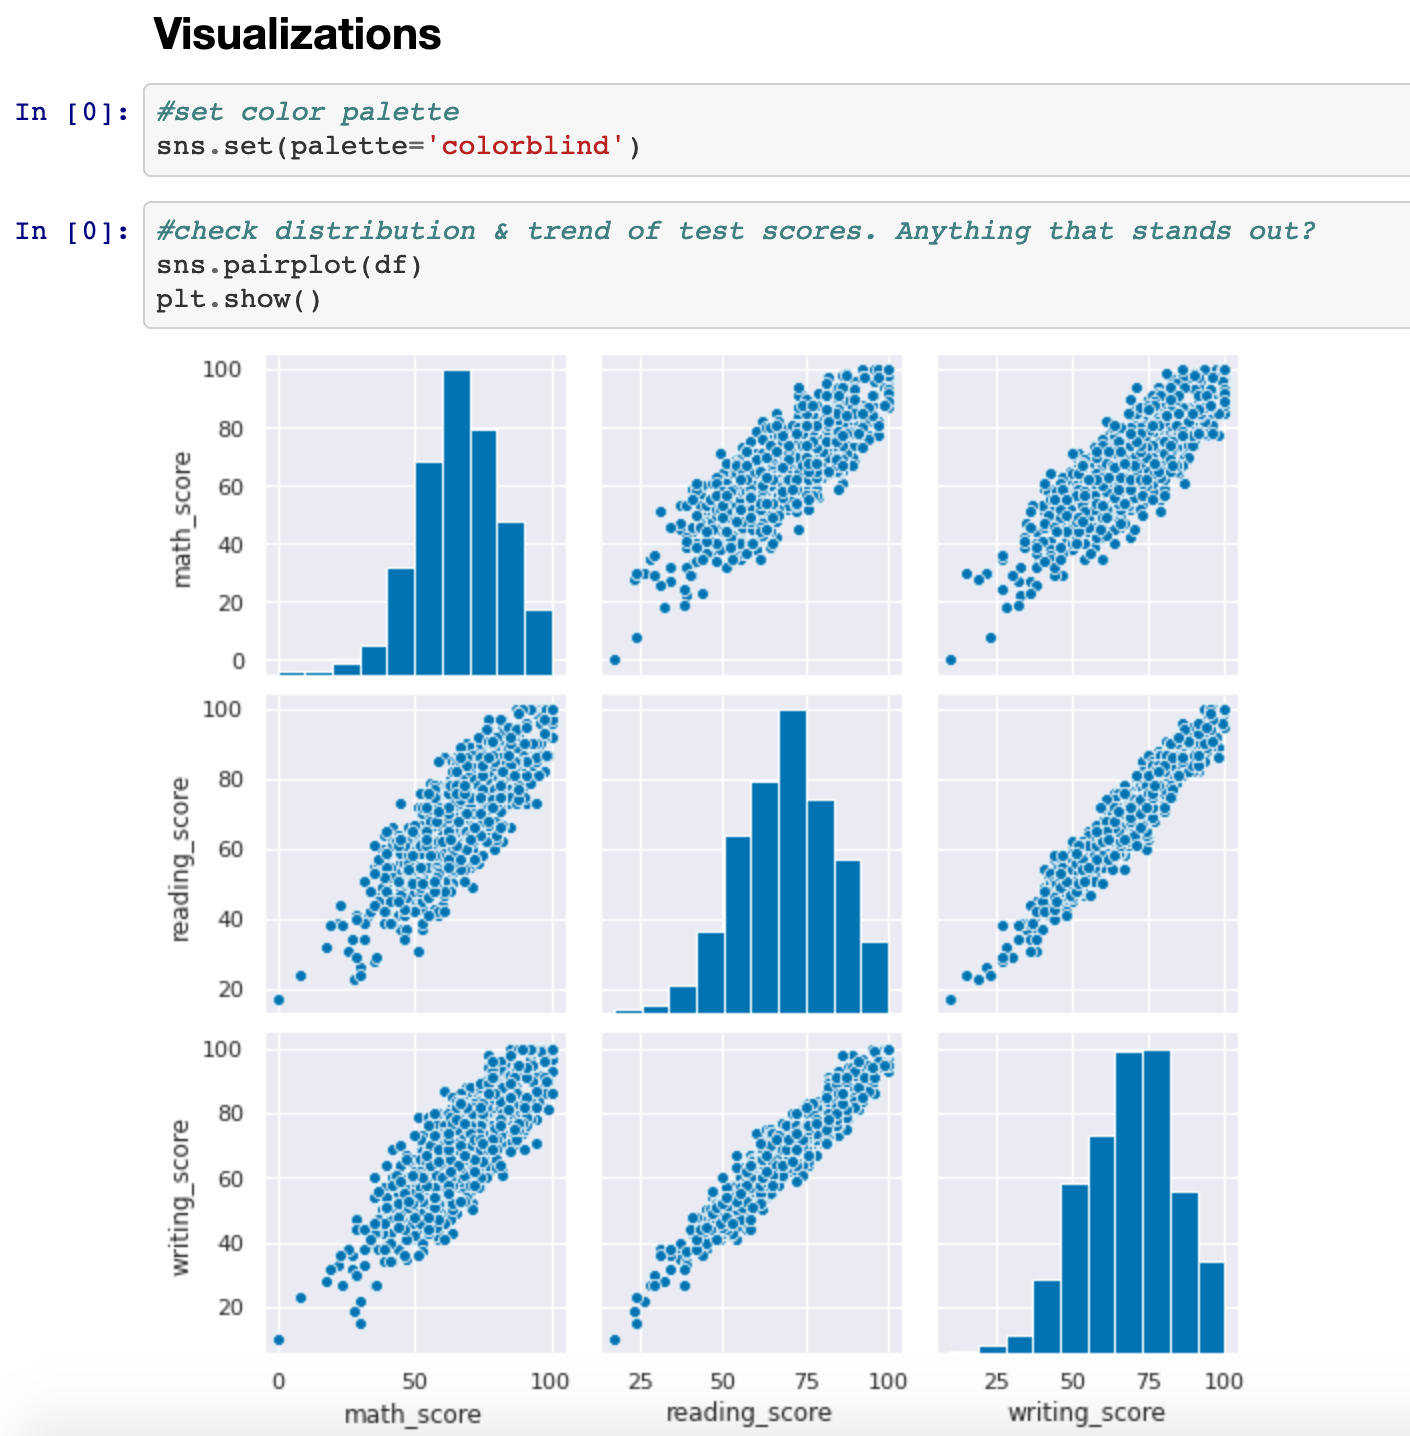 Visualizations
In [0]:
#set color palette
sns.set(palette='colorblind')
In [0]:
#check distribution & trend of test scores. Anything that stands out?
sns.pairplot(df)
plt.show()
100
80
60
40
20
0
math_score
100
80
60
40
20
reading_score
100
80
60
40
20
writing_score
0 50 100
25 50 75 100
25 50 75 100
math_score
reading_score
writing_score